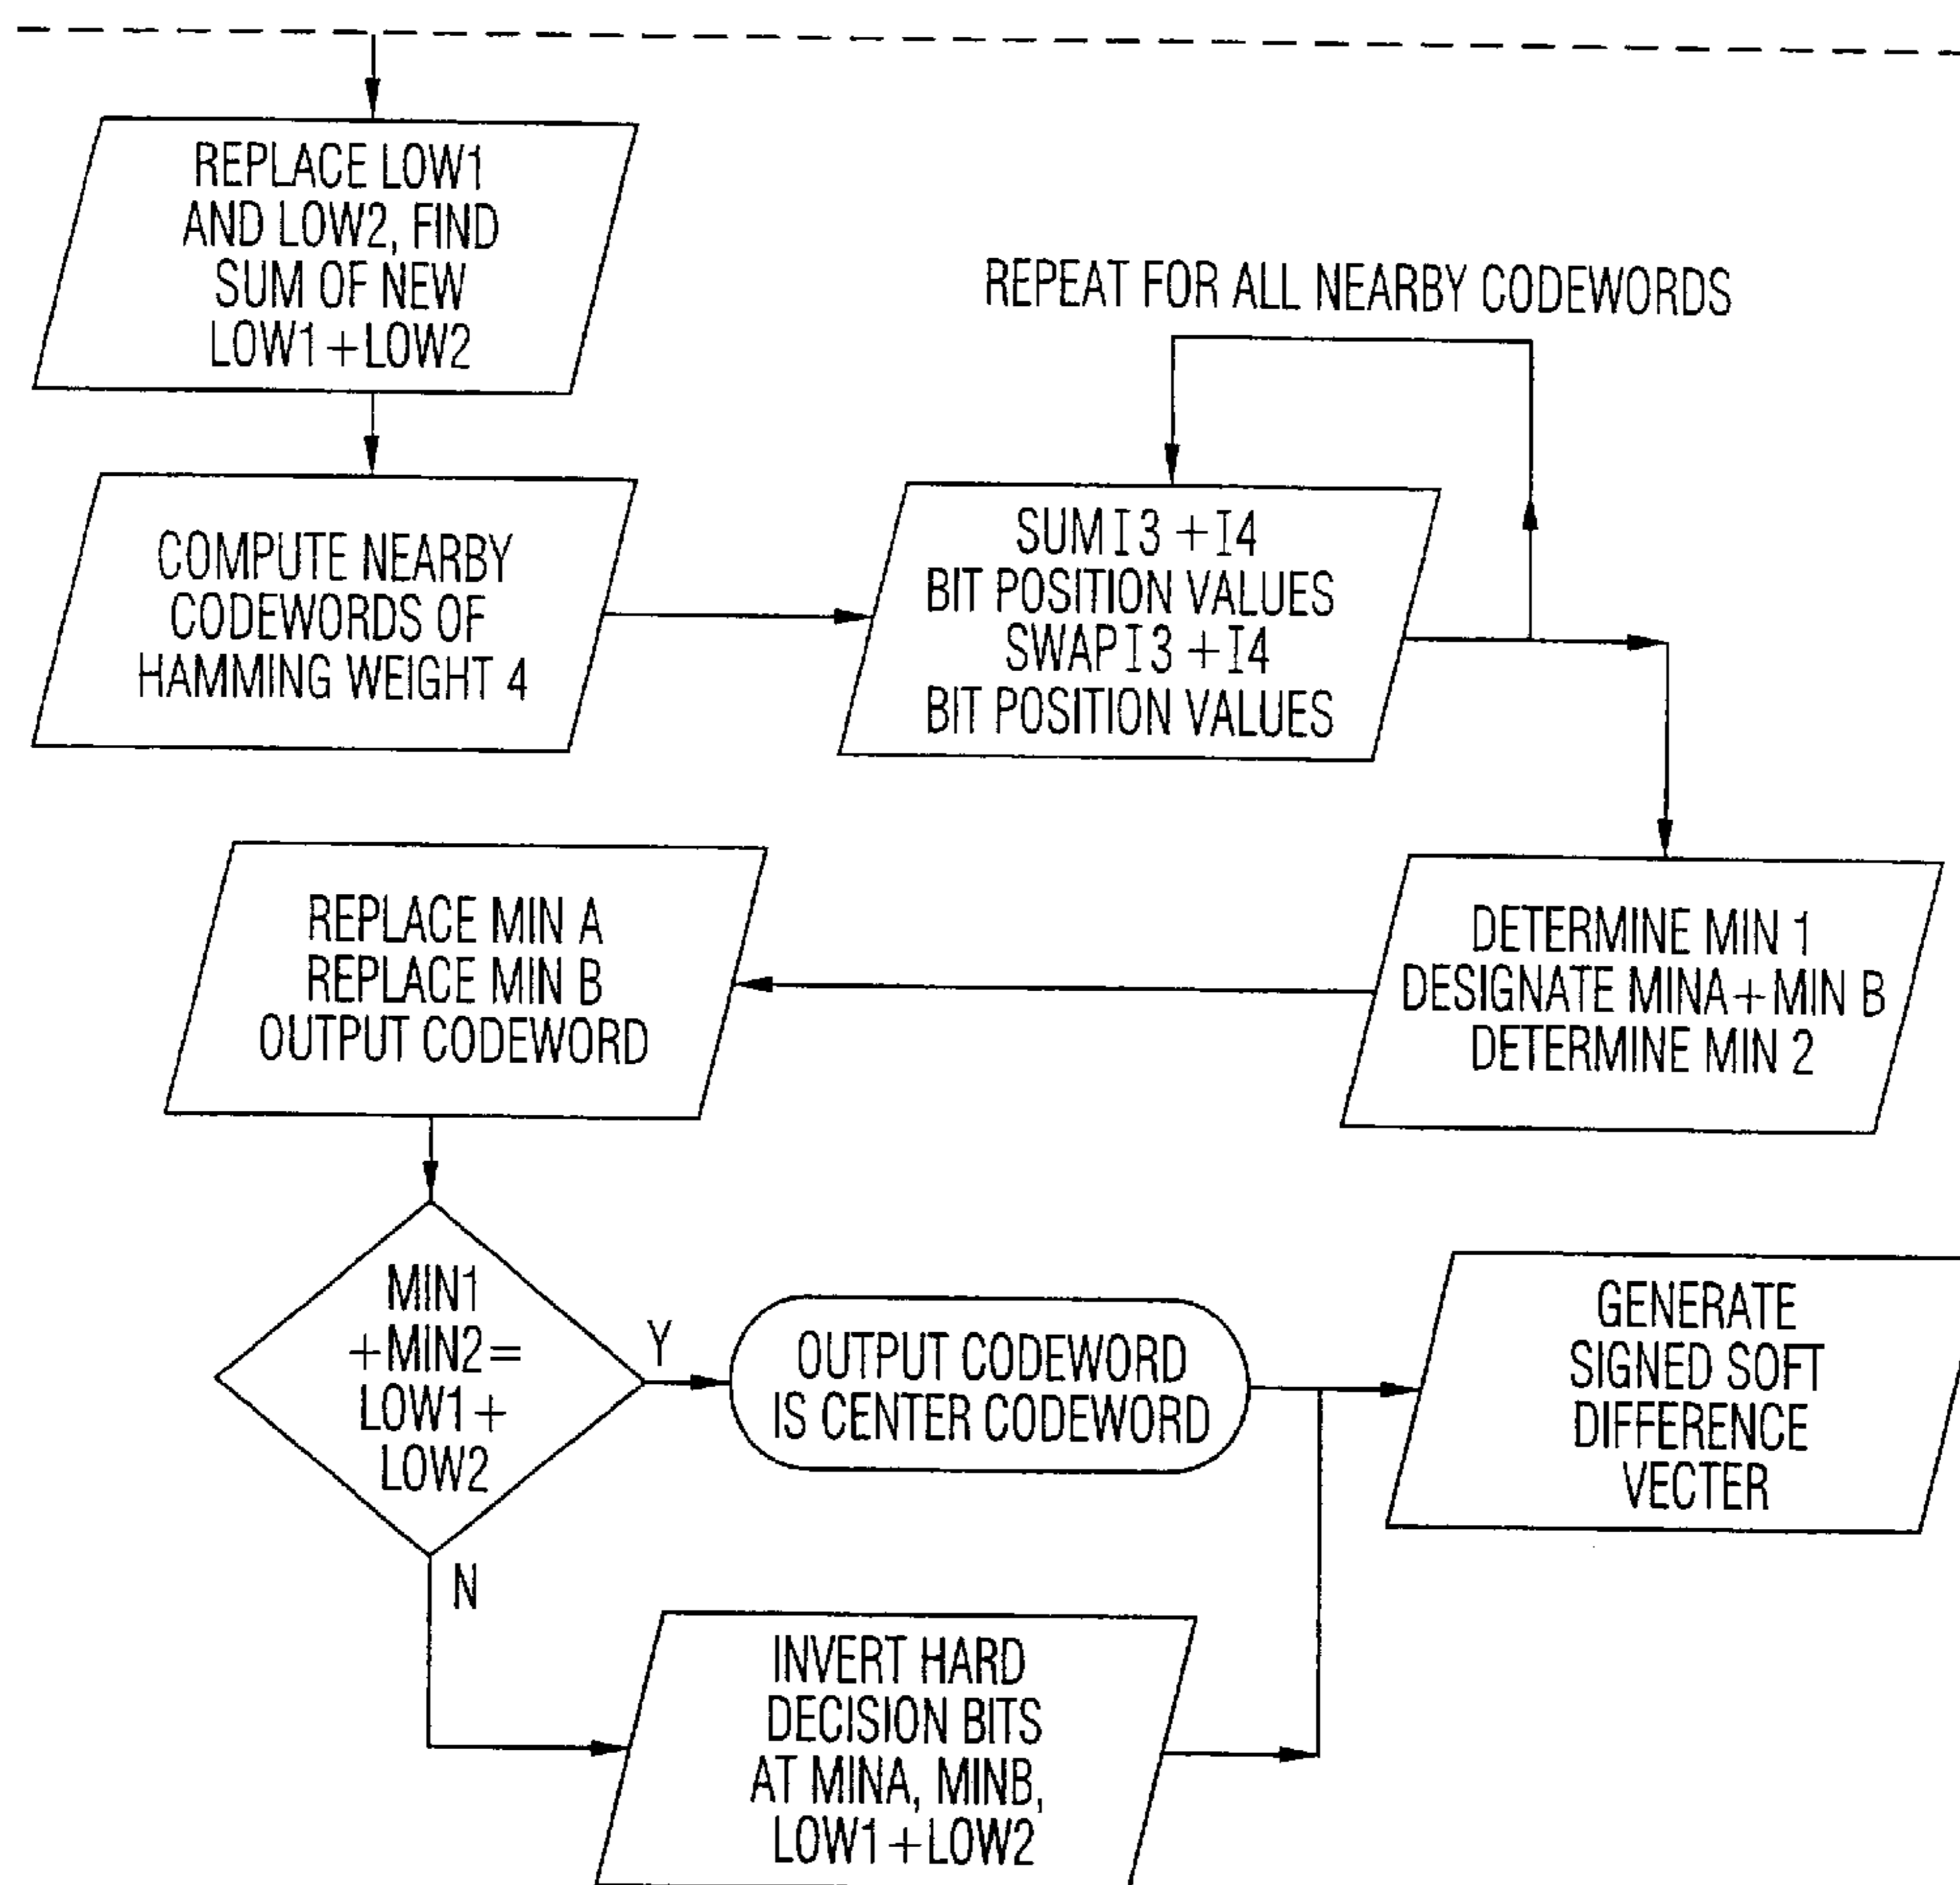 REPLACE LOW1
AND LOW2, FIND
SUM OF NEW
LOW1+LOW2
REPEAT FOR ALL NEARBY CODEWORDS
COMPUTE NEARBY
CODEWORDS OF
HAMMING WEIGHT 4
SUM I3 +I4
BIT POSITION VALUES
SWAP I3 +I4
BIT POSITION VALUES
DETERMINE MIN 1
DESIGNATE MINA+MIN B
DETERMINE MIN 2
REPLACE MIN A
REPLACE MIN B
OUTPUT CODEWORD
MIN1
+MIN2=
LOW1+
LOW2
Y
OUTPUT CODEWORD
IS CENTER CODEWORD
GENERATE
SIGNED SOFT
DIFFERENCE
VECTER
N
INVERT HARD
DECISION BITS
AT MINA, MINB,
LOW1+LOW2